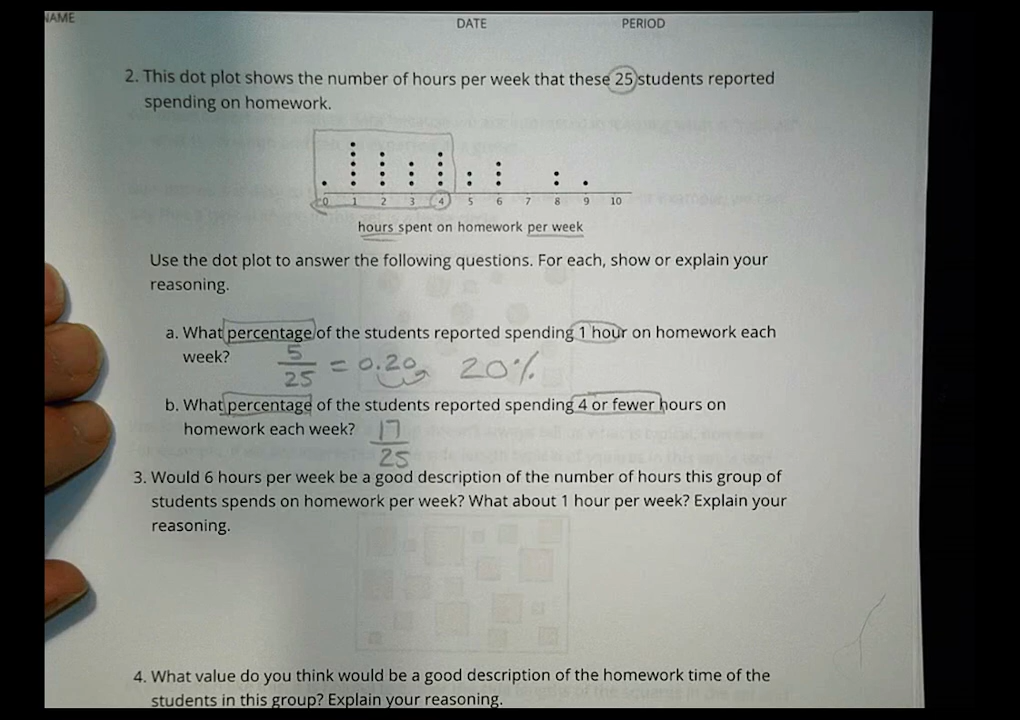 NAME DATE PERIOD
2. This dot plot shows the number of hours per week that these 25 students reported
spending on homework.
0 1 2 3 4 5 6 7 8 9 10
hours spent on homework per week
Use the dot plot to answer the following questions. For each, show or explain your
reasoning.
a. What percentage of the students reported spending 1 hour on homework each
week? 5/25 = 0.20 20%
b. What percentage of the students reported spending 4 or fewer hours on
homework each week? 17/25
3. Would 6 hours per week be a good description of the number of hours this group of
students spends on homework per week? What about 1 hour per week? Explain your
reasoning.
4. What value do you think would be a good description of the homework time of the
students in this group? Explain your reasoning.